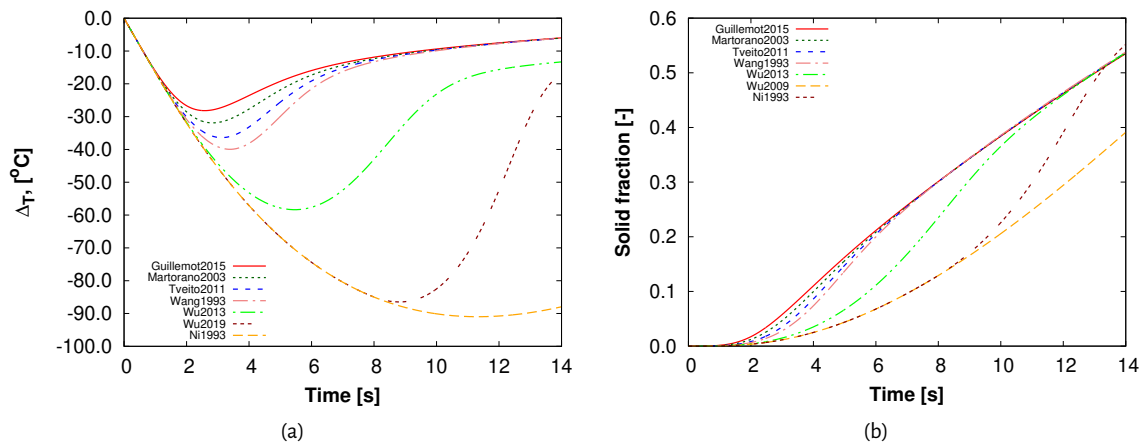 0.0
-10.0
-20.0
-30.0
-40.0
-50.0
-60.0
-70.0
-80.0
-90.0
-100.0
0 2 4 6 8 10 12 14
ΔT, [°C]
Time [s]
Guillemot2015
Martorano2003
Tveito2011
Wang1993
Wu2013
Wu2019
Ni1993
(a)
0.6
0.5
0.4
0.3
0.2
0.1
0.0
0 2 4 6 8 10 12 14
Solid fraction [-]
Time [s]
Guillemot2015
Martorano2003
Tveito2011
Wang1993
Wu2013
Wu2009
Ni1993
(b)